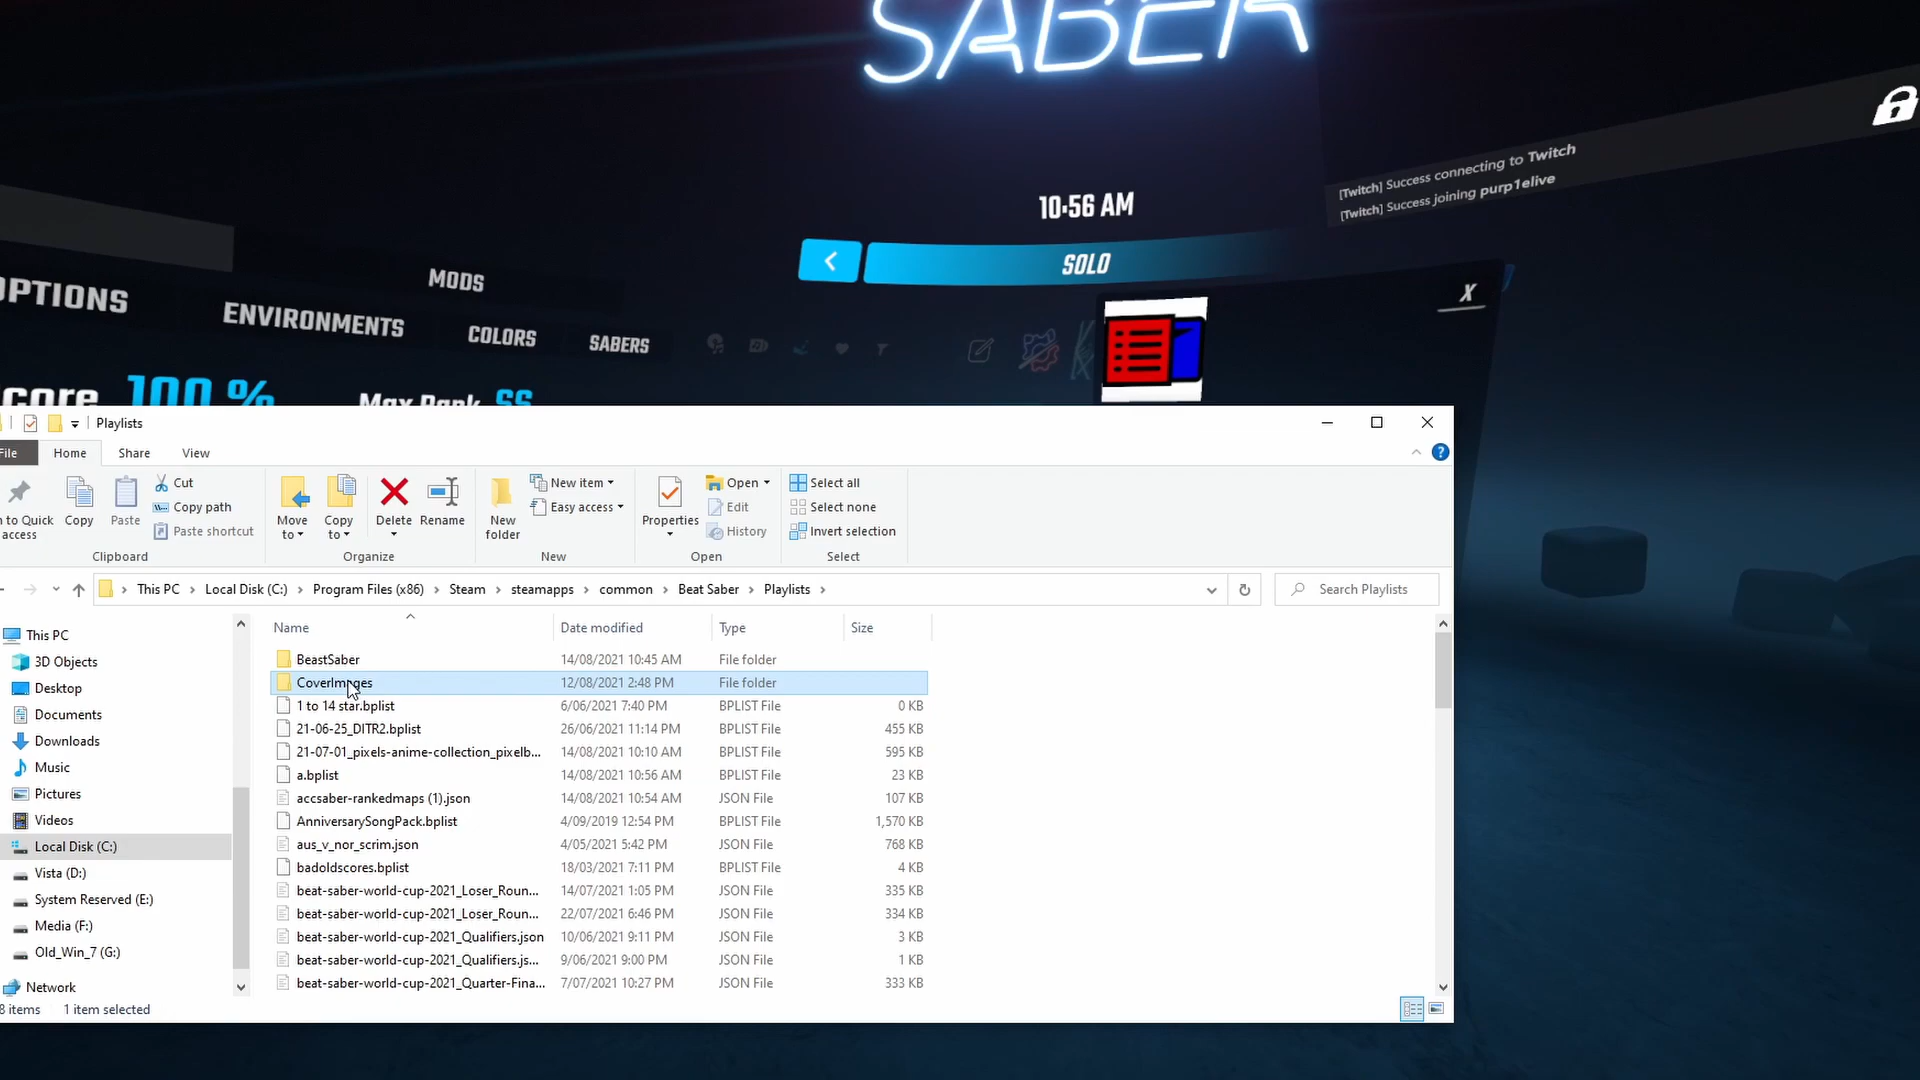 SABER
[Twitch] Success connecting to Twitch
[Twitch] Success joining purp1elive
10:56 AM
SOLO
MODS
OPTIONS
ENVIRONMENTS
COLORS
SABERS
X
core 100 %
Max Rank SS
Playlists
File
Home
Share
View
n to Quick access
Copy
Paste
Cut
Copy path
Paste shortcut
Clipboard
Move to
Copy to
Delete
Rename
Organize
New folder
New item
Easy access
New
Properties
Open
Edit
History
Open
Select all
Select none
Invert selection
Select
This PC > Local Disk (C:) > Program Files (x86) > Steam > steamapps > common > Beat Saber > Playlists >
Search Playlists
This PC
3D Objects
Desktop
Documents
Downloads
Music
Pictures
Videos
Local Disk (C:)
Vista (D:)
System Reserved (E:)
Media (F:)
Old_Win_7 (G:)
Network
Name Date modified Type Size
BeastSaber 14/08/2021 10:45 AM File folder
CoverImages 12/08/2021 2:48 PM File folder
1 to 14 star.bplist 6/06/2021 7:40 PM BPLIST File 0 KB
21-06-25_DITR2.bplist 26/06/2021 11:14 PM BPLIST File 455 KB
21-07-01_pixels-anime-collection_pixelb... 14/08/2021 10:10 AM BPLIST File 595 KB
a.bplist 14/08/2021 10:56 AM BPLIST File 23 KB
accsaber-rankedmaps (1).json 14/08/2021 10:54 AM JSON File 107 KB
AnniversarySongPack.bplist 4/09/2019 12:54 PM BPLIST File 1,570 KB
aus_v_nor_scrim.json 4/05/2021 5:42 PM JSON File 768 KB
badoldscores.bplist 18/03/2021 7:11 PM BPLIST File 4 KB
beat-saber-world-cup-2021_Loser_Roun... 14/07/2021 1:05 PM JSON File 335 KB
beat-saber-world-cup-2021_Loser_Roun... 22/07/2021 6:46 PM JSON File 334 KB
beat-saber-world-cup-2021_Qualifiers.json 10/06/2021 9:11 PM JSON File 3 KB
beat-saber-world-cup-2021_Qualifiers.js... 9/06/2021 9:00 PM JSON File 1 KB
beat-saber-world-cup-2021_Quarter-Fina... 7/07/2021 10:27 PM JSON File 333 KB
8 items 1 item selected